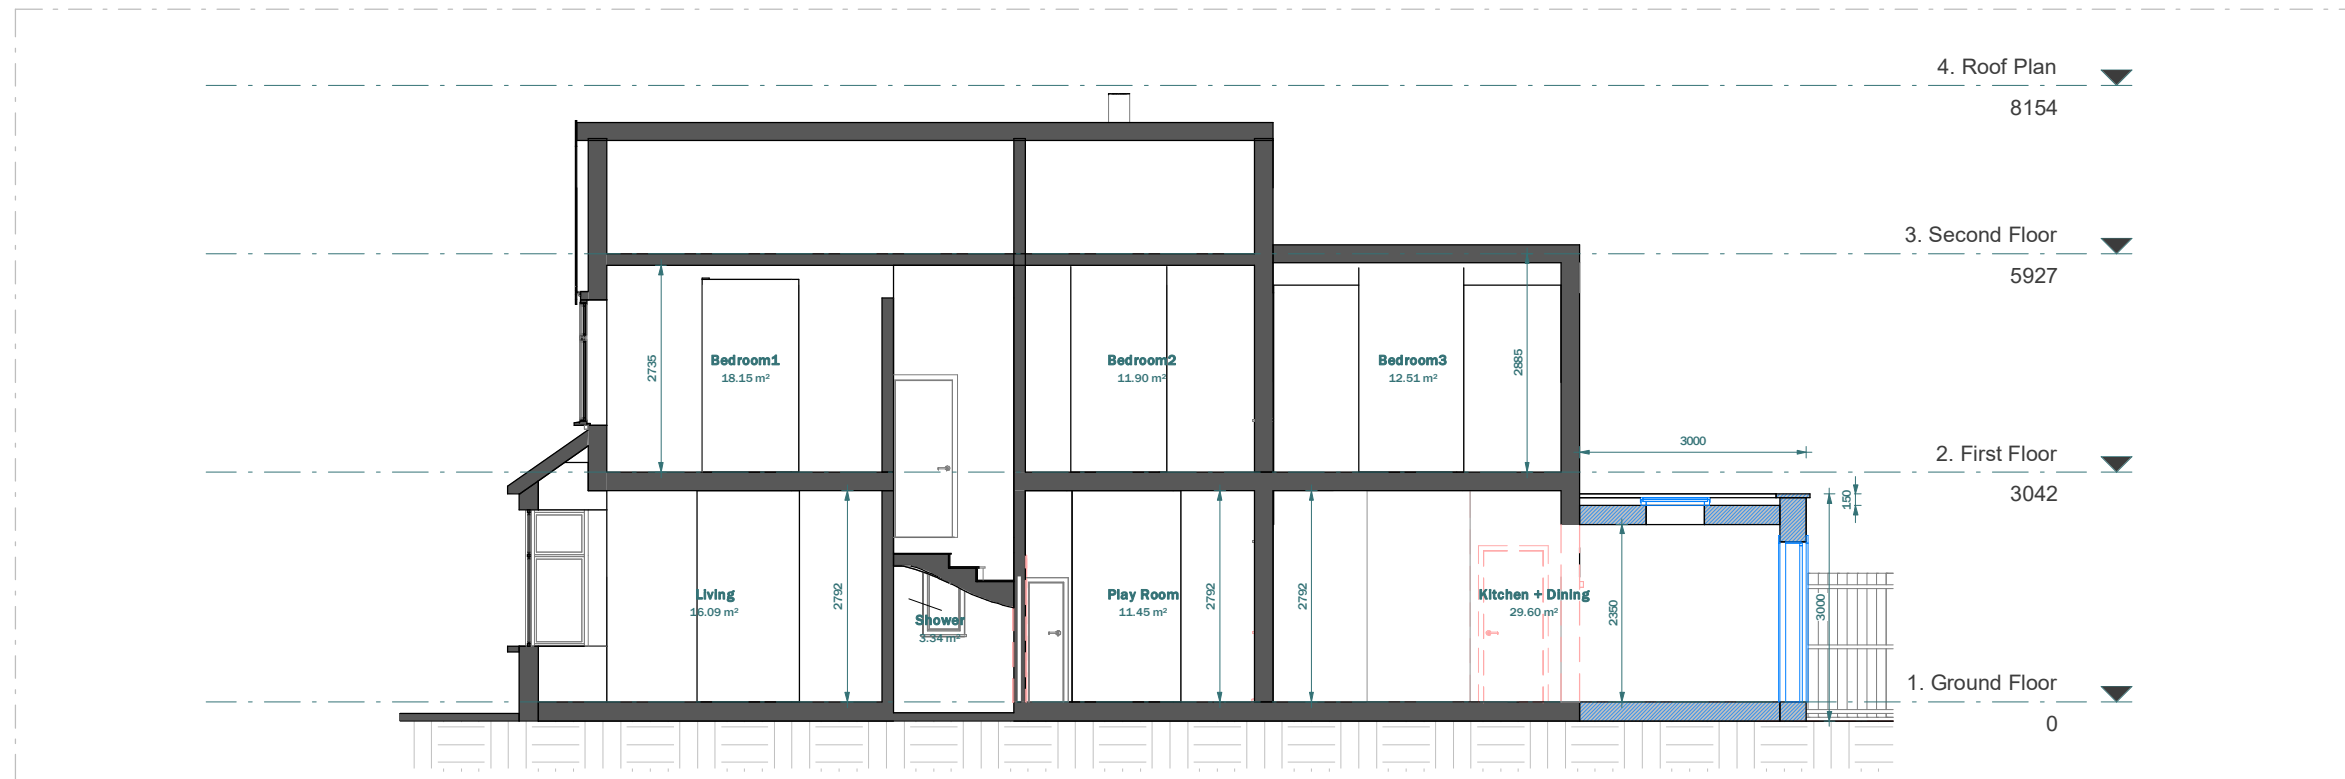 4. Roof Plan
8154
3. Second Floor
5927
2735
Bedroom1
18.15 m²
Bedroom2
11.90 m²
Bedroom3
12.51 m²
2885
3000
2. First Floor
3042
150
Living
16.09 m²
2792
Shower
3.34 m²
Play Room
11.45 m²
2792
2792
Kitchen + Dining
29.60 m²
2350
3000
1. Ground Floor
0